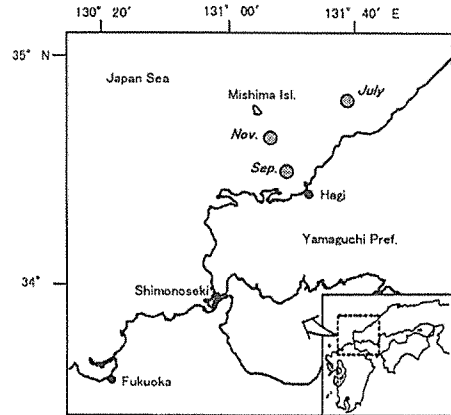 130° 20' 131° 00' 131° 40' E
35° N
Japan Sea
Mishima Isl.
July
Nov.
Sep.
Hagi
Yamaguchi Pref.
34°
Shimonoseki
Fukuoka